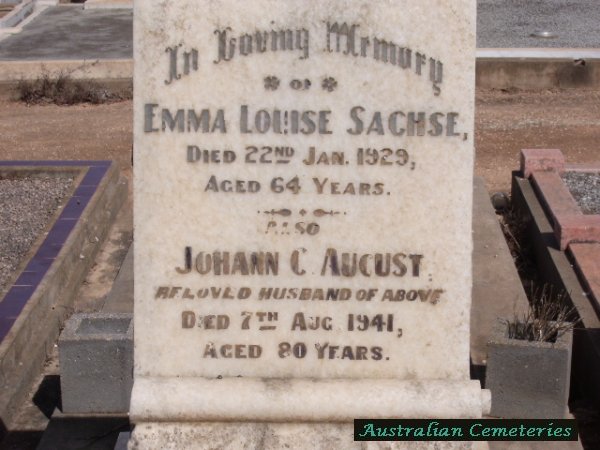 In Loving Memory
OF
EMMA LOUISE SACHSE,
DIED 22ND JAN. 1929,
AGED 64 YEARS.
ALSO
JOHANN C. AUGUST,
BELOVED HUSBAND OF ABOVE
DIED 7TH AUG. 1941,
AGED 80 YEARS.
Australian Cemeteries